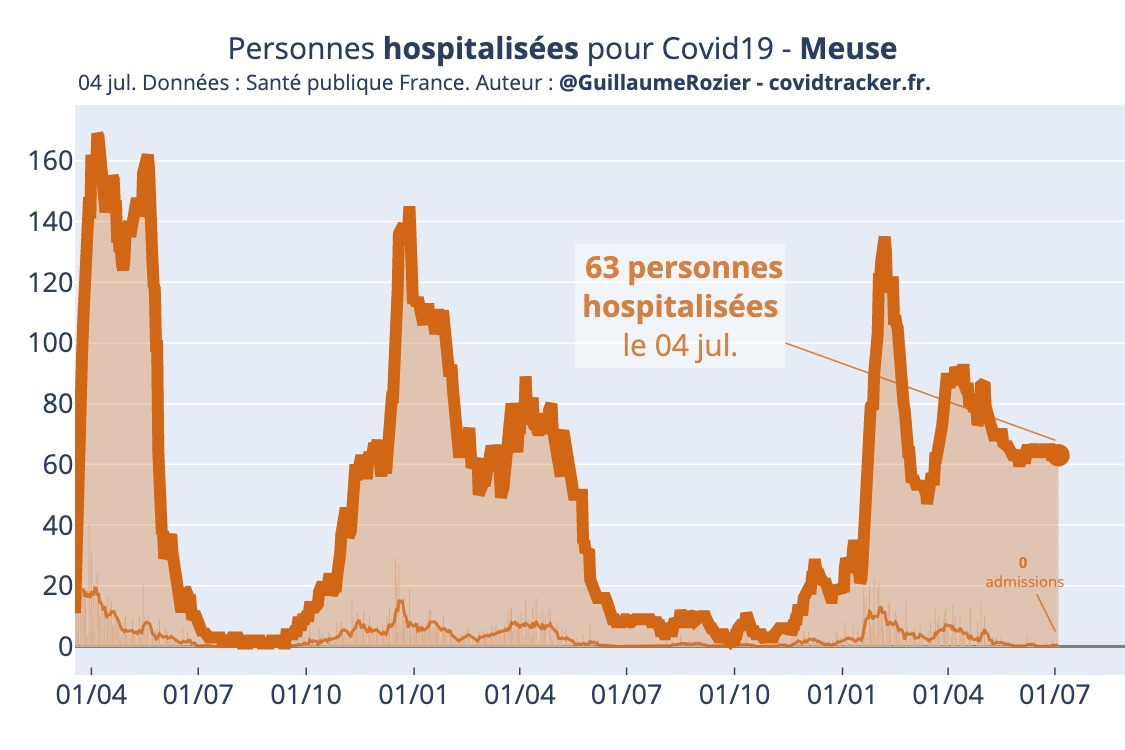 Personnes hospitalisées pour Covid19 - Meuse
04 jul. Données : Santé publique France. Auteur : @GuillaumeRozier - covidtracker.fr.
160
140
120
100
80
60
40
20
0
63 personnes
hospitalisées
le 04 jul.
0
admissions
01/04 01/07 01/10 01/01 01/04 01/07 01/10 01/01 01/04 01/07